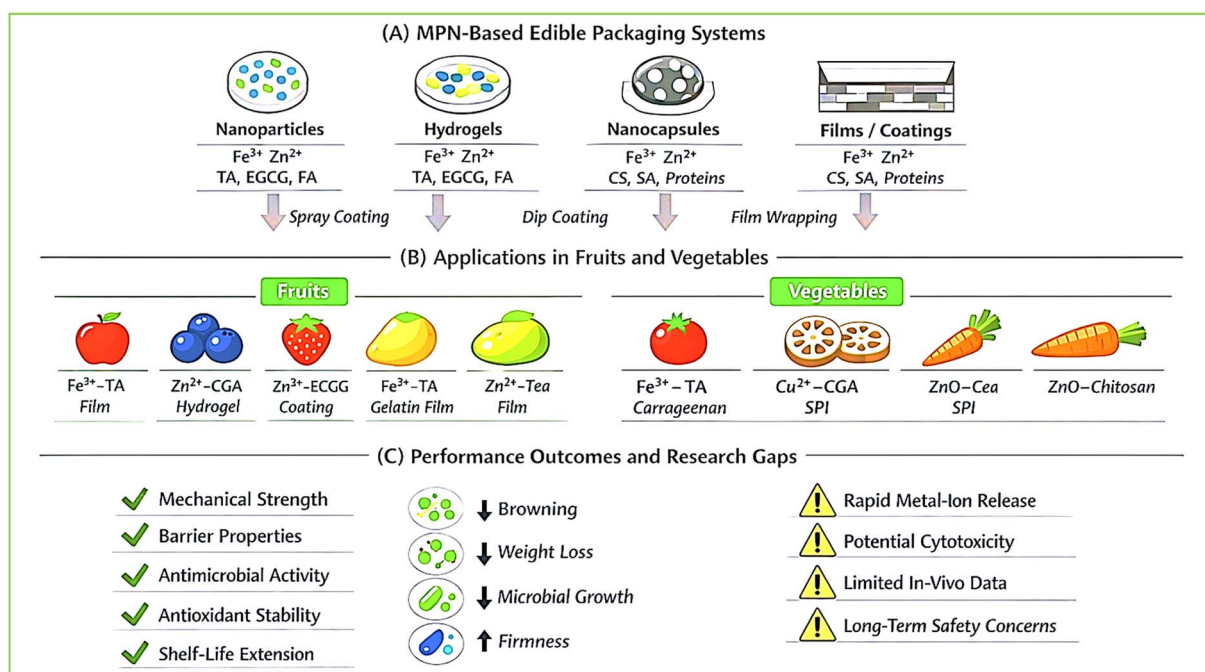 (A) MPN-Based Edible Packaging Systems
Nanoparticles
Fe³⁺ Zn²⁺
TA, EGCG, FA
Hydrogels
Fe³⁺ Zn²⁺
TA, EGCG, FA
Nanocapsules
Fe³⁺ Zn²⁺
CS, SA, Proteins
Films / Coatings
Fe³⁺ Zn²⁺
CS, SA, Proteins
Spray Coating
Dip Coating
Film Wrapping
(B) Applications in Fruits and Vegetables
Fruits
Fe³⁺–TA
Film
Zn²⁺–CGA
Hydrogel
Zn³⁺–ECGG
Coating
Fe³⁺–TA
Gelatin Film
Zn²⁺–Tea
Film
Vegetables
Fe³⁺–TA
Carrageenan
Cu²⁺–CGA
SPI
ZnO–Cea
SPI
ZnO–Chitosan
(C) Performance Outcomes and Research Gaps
Mechanical Strength
Barrier Properties
Antimicrobial Activity
Antioxidant Stability
Shelf-Life Extension
↓ Browning
↓ Weight Loss
↓ Microbial Growth
↑ Firmness
Rapid Metal-Ion Release
Potential Cytotoxicity
Limited In-Vivo Data
Long-Term Safety Concerns